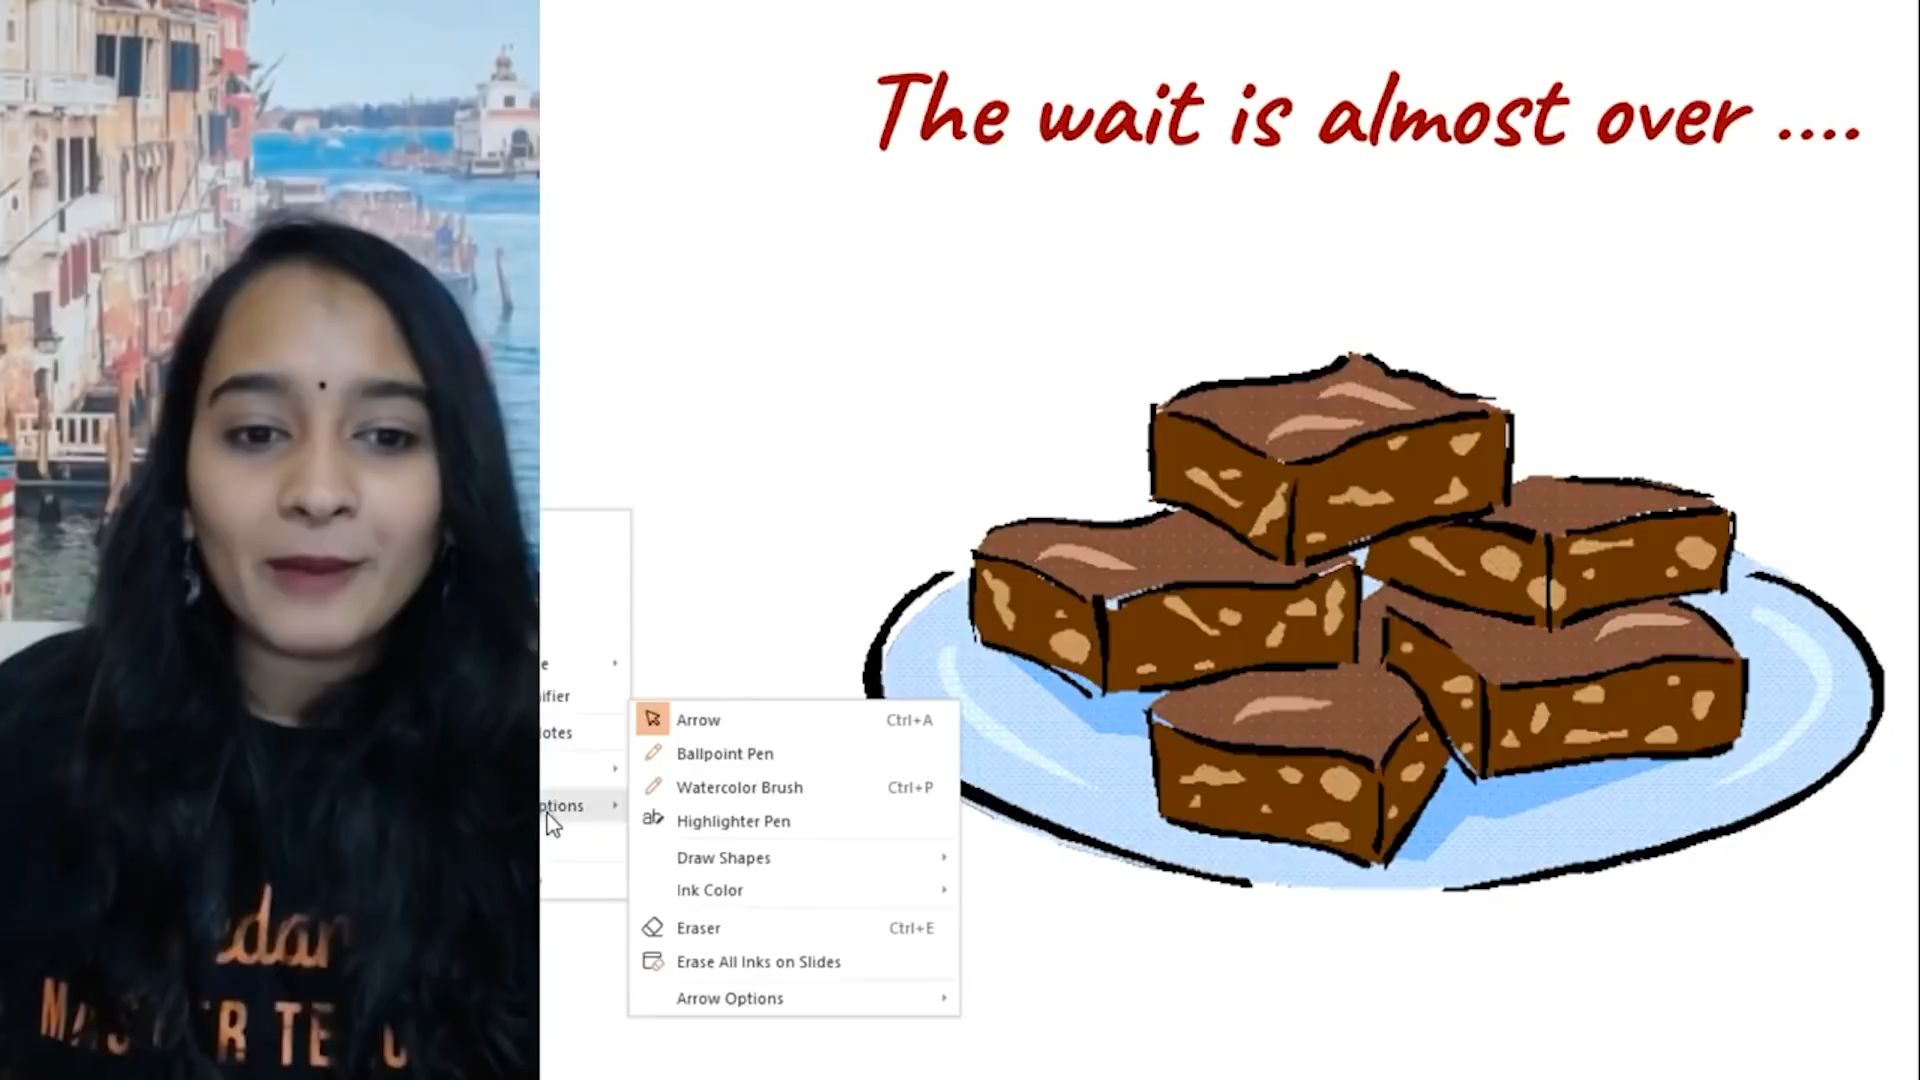 The wait is almost over ....
Arrow Ctrl+A
Ballpoint Pen
Watercolor Brush Ctrl+P
Highlighter Pen
Draw Shapes
Ink Color
Eraser Ctrl+E
Erase All Inks on Slides
Arrow Options